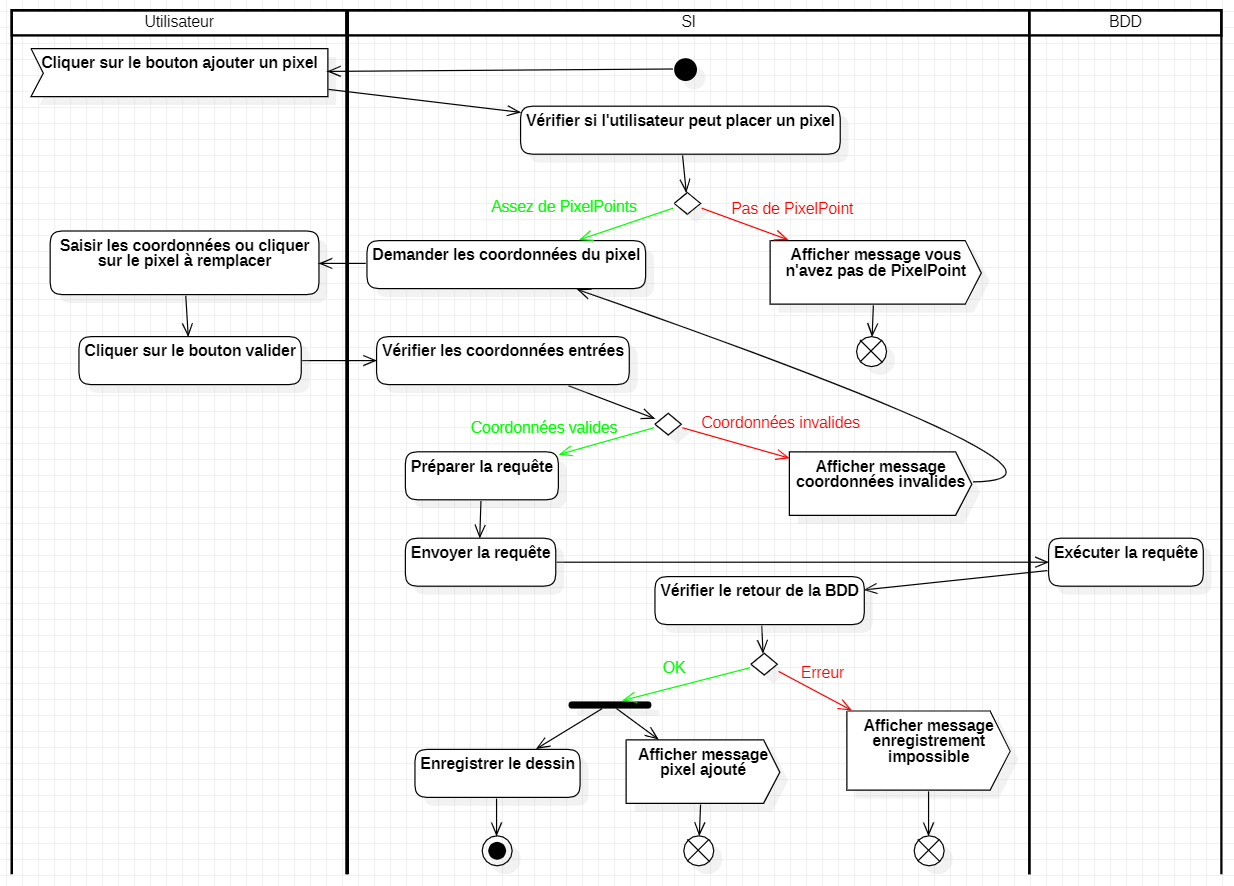 Utilisateur
SI
BDD
Cliquer sur le bouton ajouter un pixel
Vérifier si l'utilisateur peut placer un pixel
Assez de PixelPoints
Pas de PixelPoint
Saisir les coordonnées ou cliquer
sur le pixel à remplacer
Demander les coordonnées du pixel
Afficher message vous
n'avez pas de PixelPoint
Cliquer sur le bouton valider
Vérifier les coordonnées entrées
Coordonnées valides
Coordonnées invalides
Préparer la requête
Afficher message
coordonnées invalides
Envoyer la requête
Exécuter la requête
Vérifier le retour de la BDD
OK
Erreur
Enregistrer le dessin
Afficher message
pixel ajouté
Afficher message
enregistrement
impossible